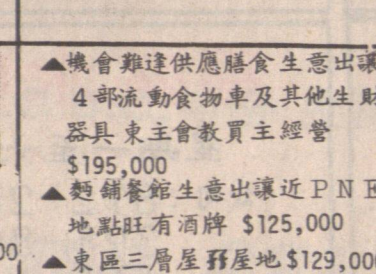 ▲機會難逢供應膳食生意出讓
4部流動食物車及其他生財
器具東主會教買主經營
$195,000
▲麵舖餐館生意出讓近PNE
地點旺有酒牌 $125,000
00
▲東區三層屋孖屋地$129,000